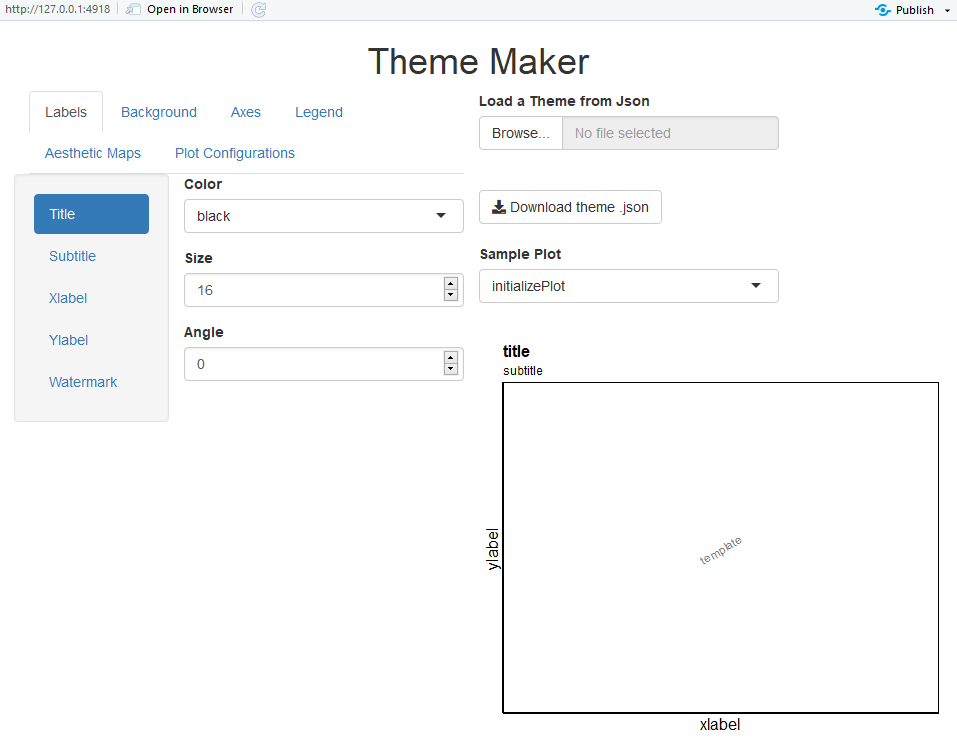 http://127.0.0.1:4918 Open in Browser Publish
Theme Maker
Labels Background Axes Legend
Aesthetic Maps Plot Configurations
Title
Subtitle
Xlabel
Ylabel
Watermark
Color
black
Size
16
Angle
0
Load a Theme from Json
Browse... No file selected
Download theme .json
Sample Plot
initializePlot
title
subtitle
ylabel
template
xlabel